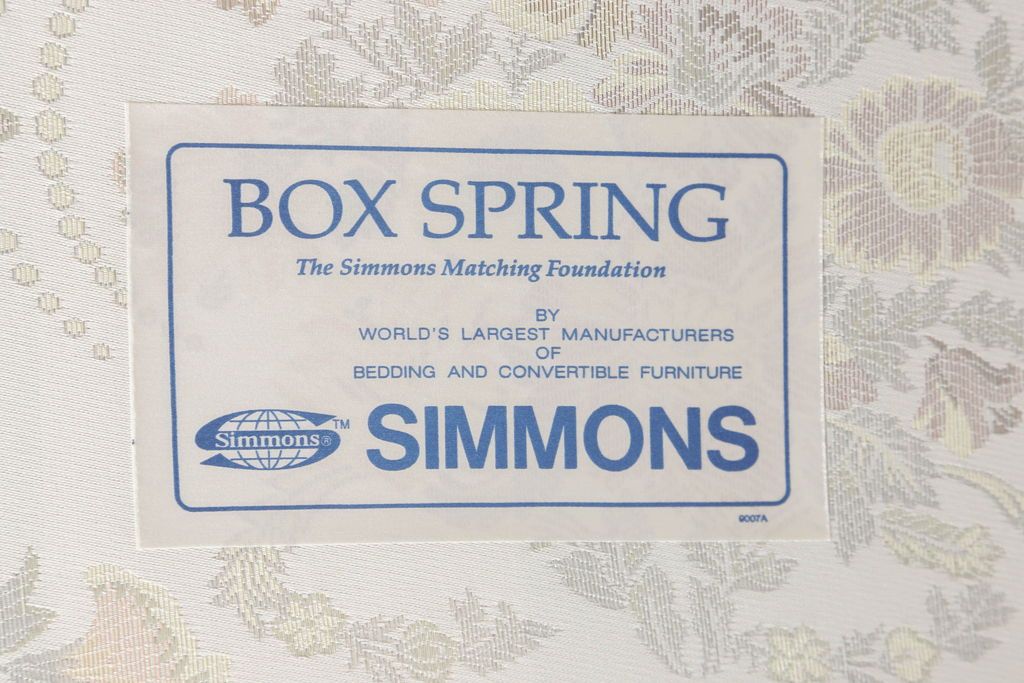 BOX SPRING
The Simmons Matching Foundation
BY
WORLD'S LARGEST MANUFACTURERS
OF
BEDDING AND CONVERTIBLE FURNITURE
Simmons® ™
SIMMONS
9007A